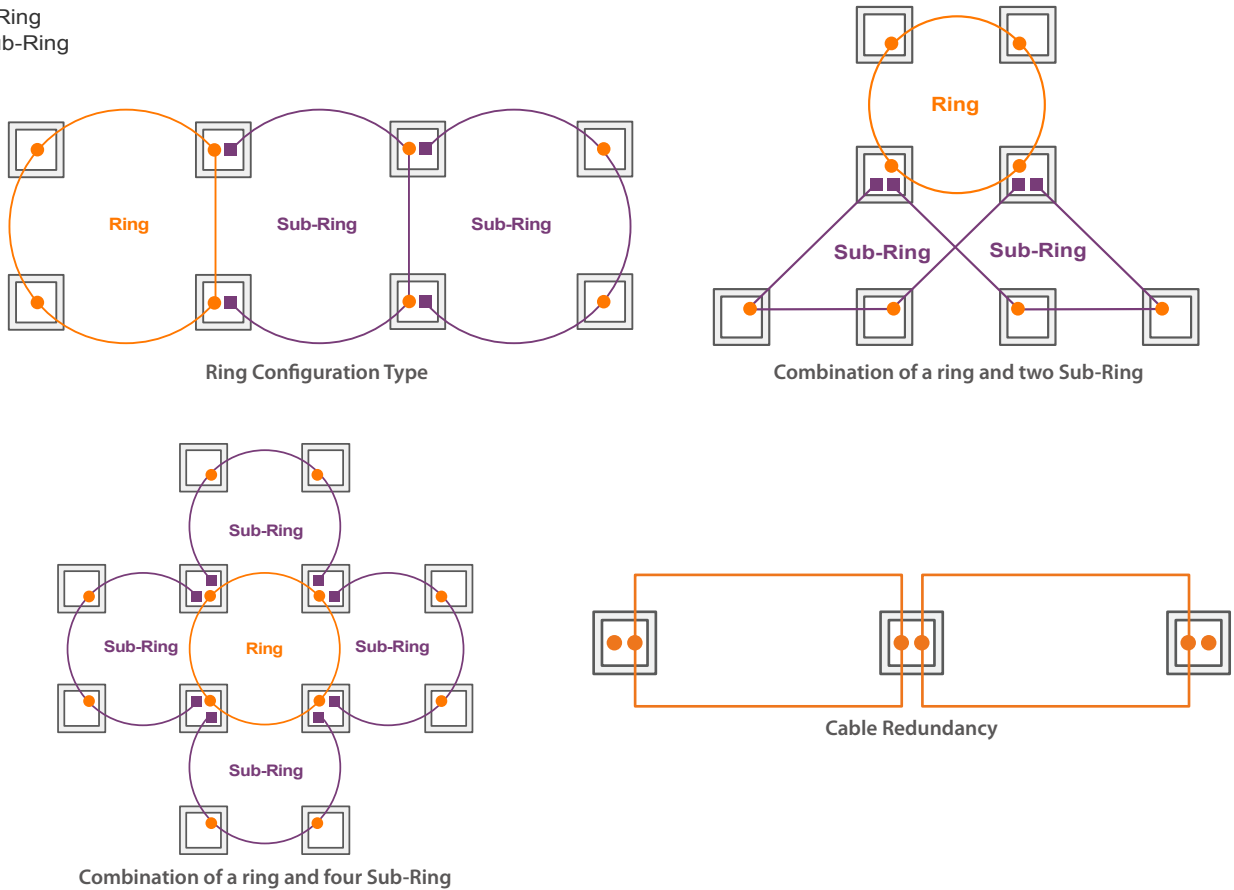 Ring
b-Ring
Ring
Ring
Sub-Ring
Sub-Ring
Sub-Ring
Sub-Ring
Ring Configuration Type
Combination of a ring and two Sub-Ring
Sub-Ring
Sub-Ring
Ring
Sub-Ring
Sub-Ring
Cable Redundancy
Combination of a ring and four Sub-Ring